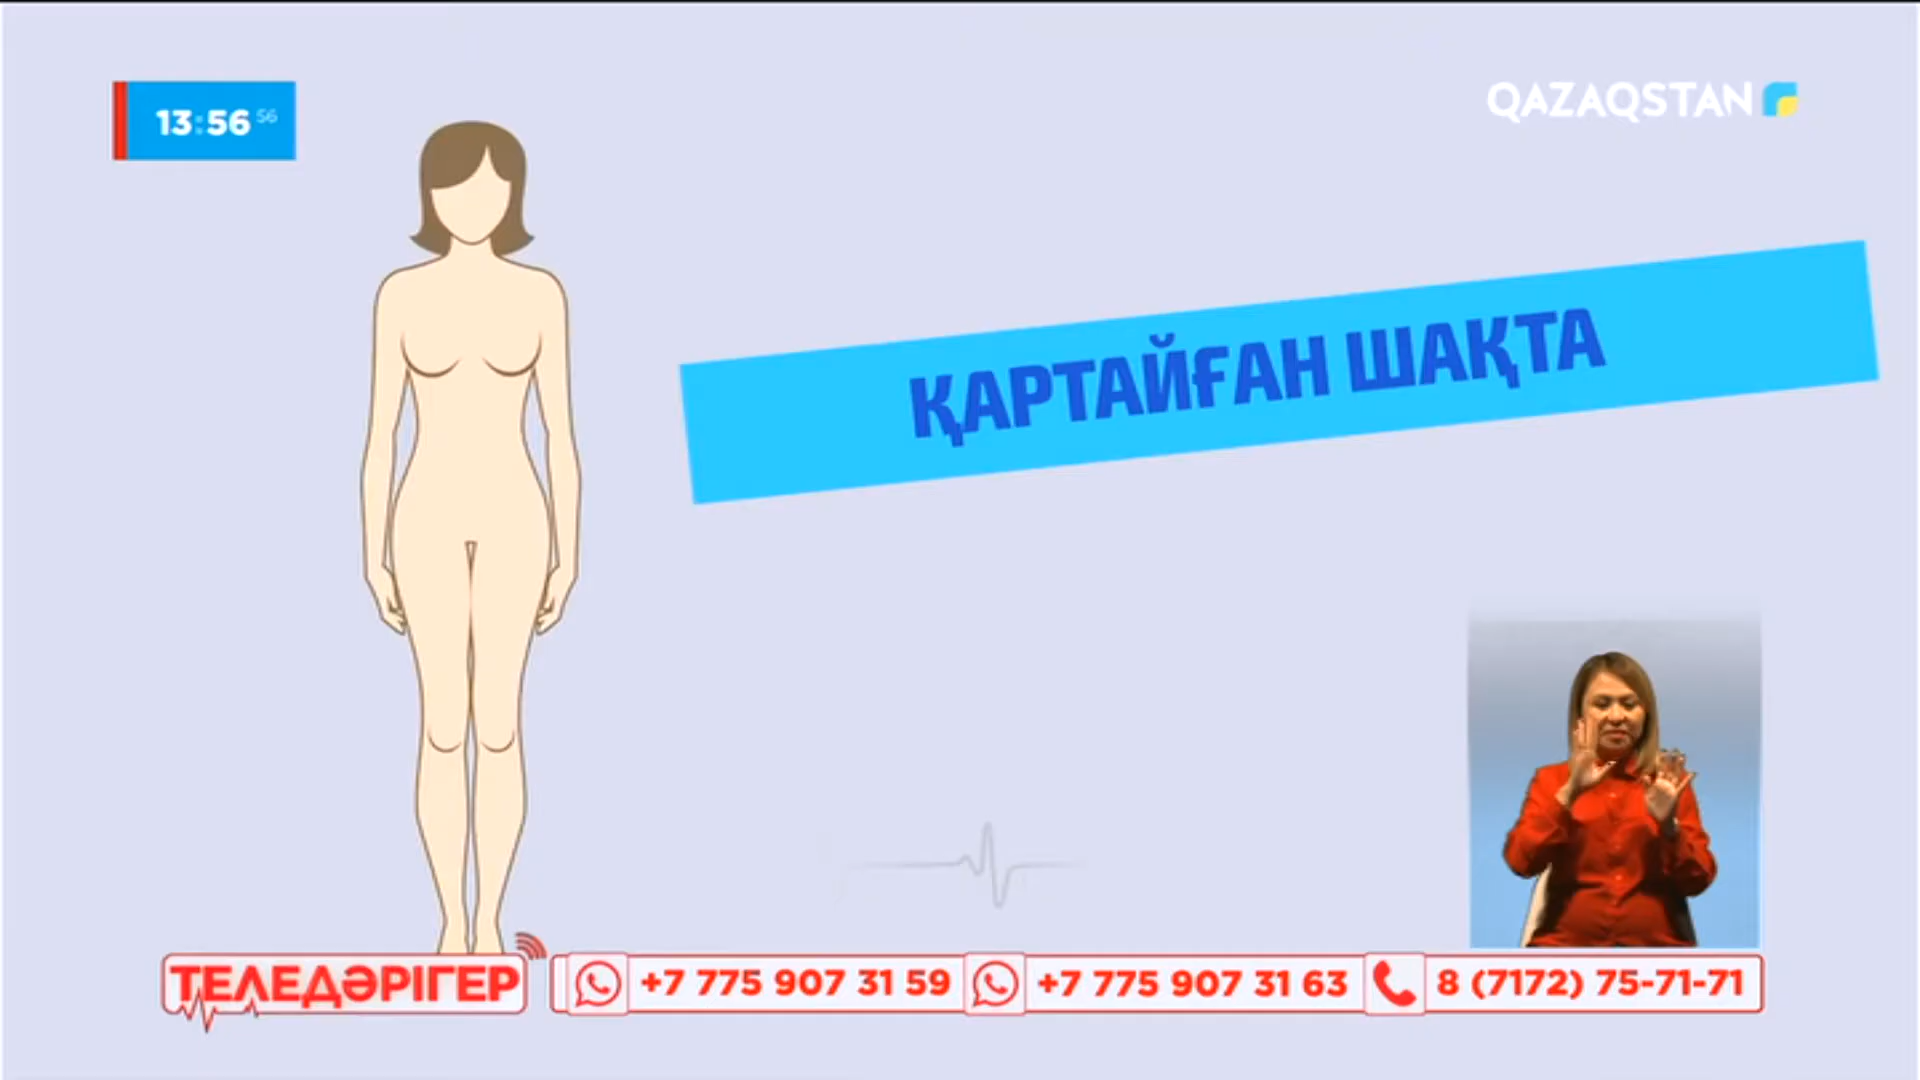 13:56 56
QAZAQSTAN
ҚАРТАЙҒАН ШАҚТА
ТЕЛЕДӘРІГЕР
+7 775 907 31 59
+7 775 907 31 63
8 (7172) 75-71-71